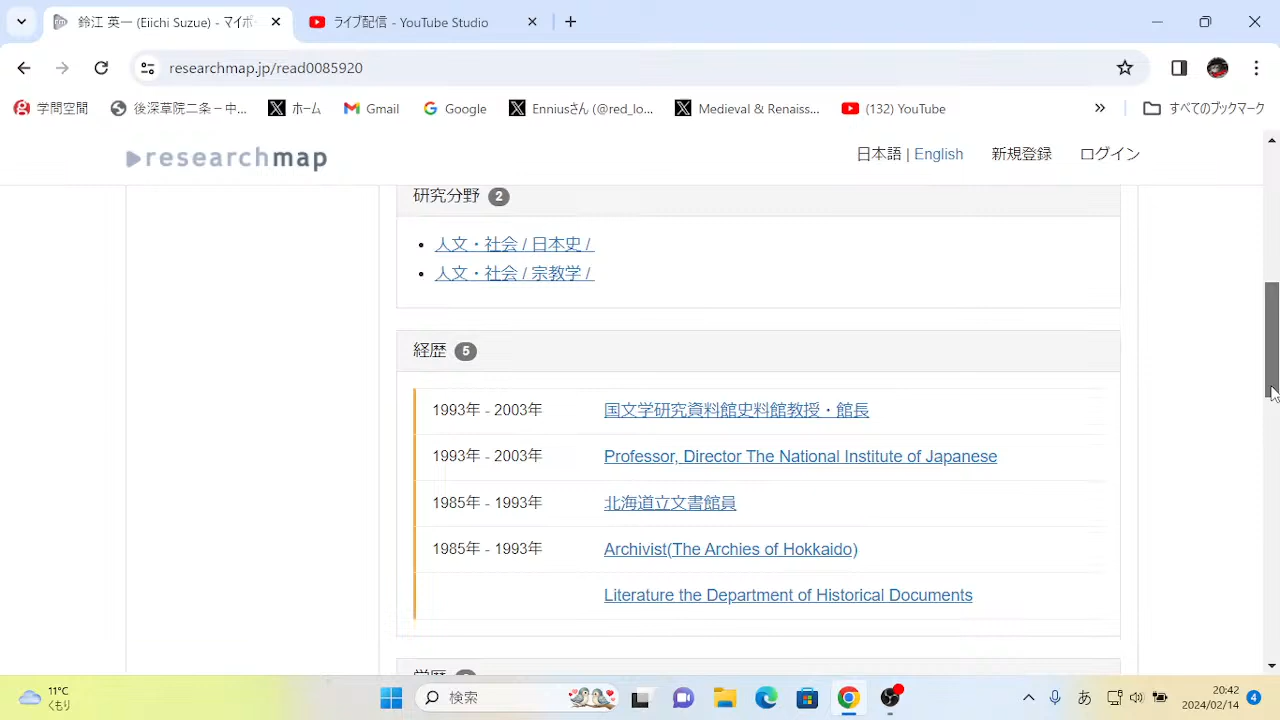 鈴江 英一 (Eiichi Suzue) - マイポ
ライブ配信 - YouTube Studio
researchmap.jp/read0085920
学問空間
後深草院二条 – 中...
ホーム
Gmail
Google
Enniusさん (@red_lo...
Medieval & Renaiss...
(132) YouTube
すべてのブックマーク
researchmap
日本語 | English
新規登録
ログイン
研究分野 2
人文・社会 / 日本史 /
人文・社会 / 宗教学 /
経歴 5
1993年 - 2003年 国文学研究資料館史料館教授・館長
1993年 - 2003年 Professor, Director The National Institute of Japanese
1985年 - 1993年 北海道立文書館員
1985年 - 1993年 Archivist(The Archies of Hokkaido)
Literature the Department of Historical Documents
11°C
くもり
検索
あ
20:42
2024/02/14
4